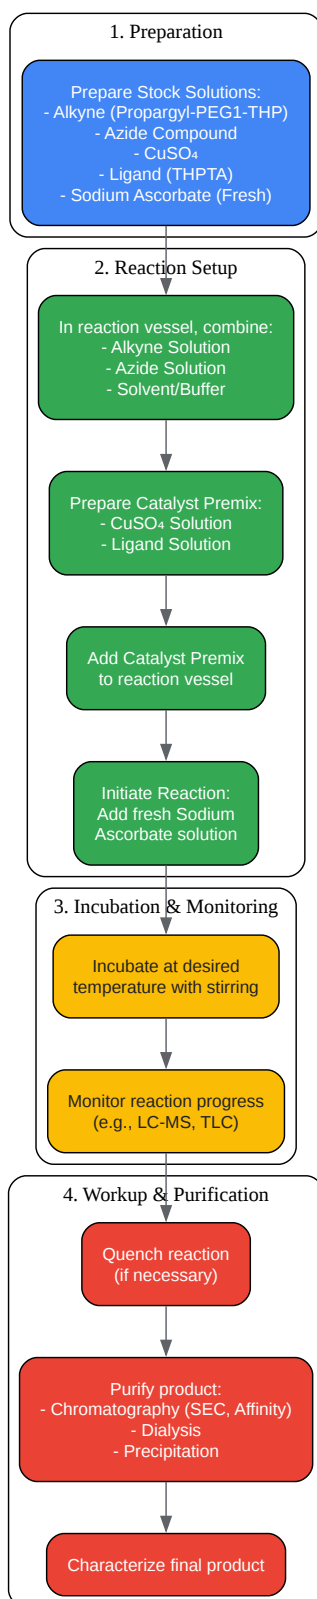 1. Preparation
Prepare Stock Solutions:
- Alkyne (Propargyl-PEG1-THP)
- Azide Compound
- CuSO₄
- Ligand (THPTA)
- Sodium Ascorbate (Fresh)
2. Reaction Setup
In reaction vessel, combine:
- Alkyne Solution
- Azide Solution
- Solvent/Buffer
Prepare Catalyst Premix:
- CuSO₄ Solution
- Ligand Solution
Add Catalyst Premix
to reaction vessel
Initiate Reaction:
Add fresh Sodium
Ascorbate solution
3. Incubation & Monitoring
Incubate at desired
temperature with stirring
Monitor reaction progress
(e.g., LC-MS, TLC)
4. Workup & Purification
Quench reaction
(if necessary)
Purify product:
- Chromatography (SEC, Affinity)
- Dialysis
- Precipitation
Characterize final product